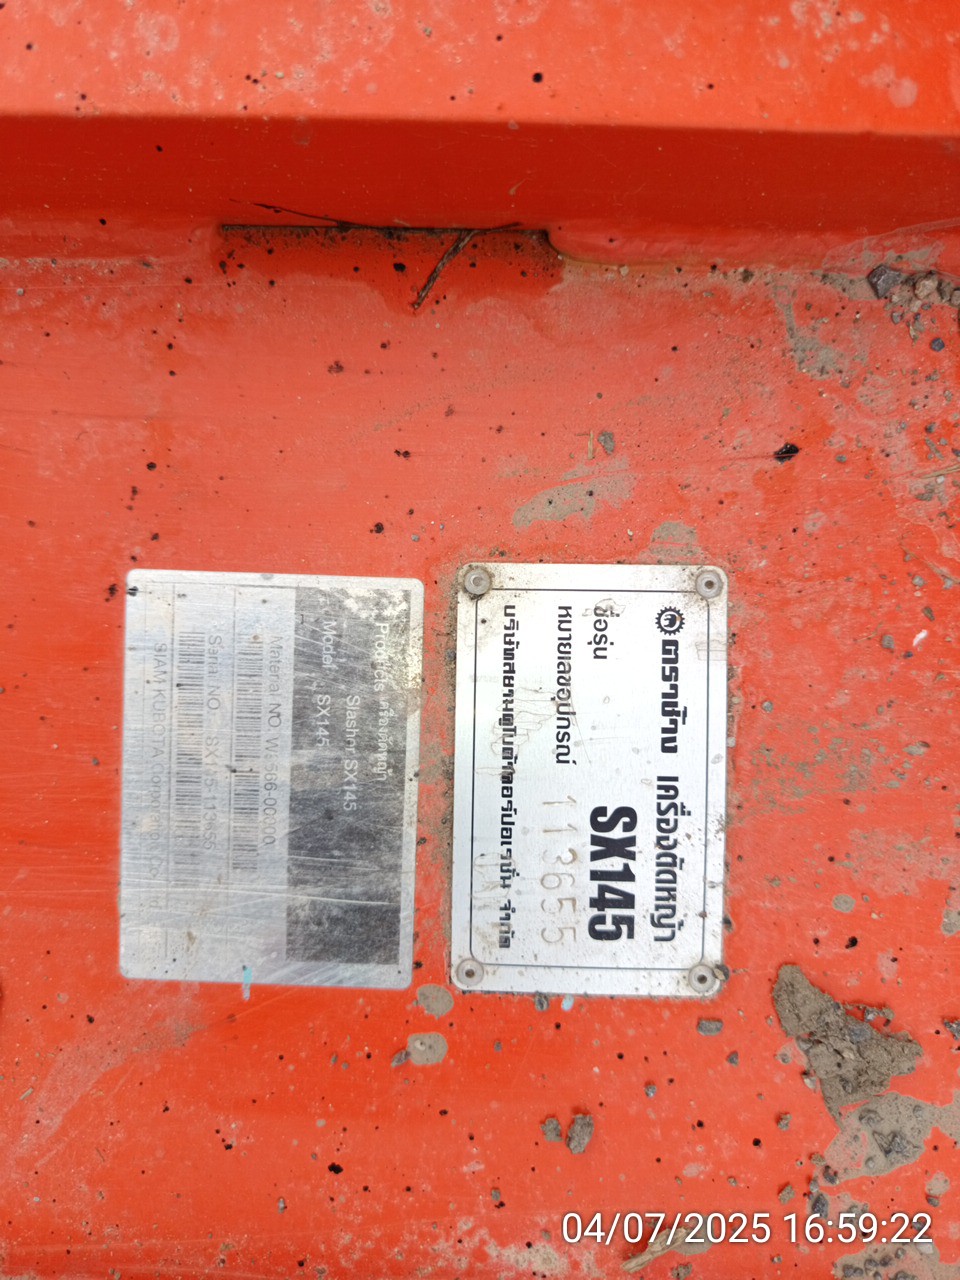 ตราช้าง เครื่องตัดหญ้า
ชื่อรุ่น SX145
หมายเลขอุปกรณ์ 113655
บริษัทสยามคูโบต้าคอร์ปอเรชั่น จำกัด
Products เครื่องตัดหญ้า
Slasher SX145
Model SX145
Material NO.
Serial NO.
SIAM KUBOTA Corporation Co., Ltd.
04/07/2025 16:59:22